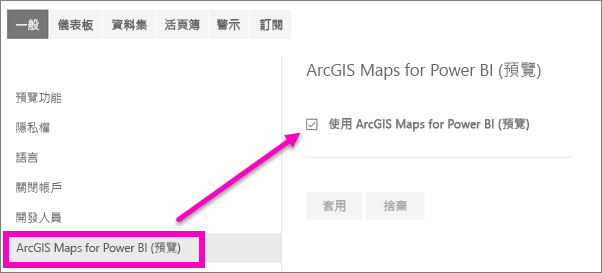 一般 儀表板 資料集 活頁簿 警示 訂閱
預覽功能
隱私權
語言
關閉帳戶
開發人員
ArcGIS Maps for Power BI (預覽)
ArcGIS Maps for Power BI (預覽)
使用 ArcGIS Maps for Power BI (預覽)
套用 捨棄